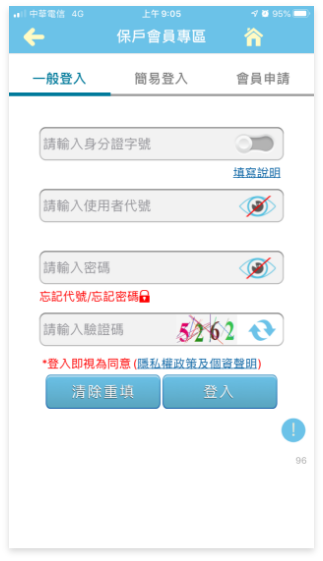 中華電信 4G 上午9:05 95%
保戶會員專區
一般登入 簡易登入 會員申請
請輸入身分證字號
填寫說明
請輸入使用者代號
請輸入密碼
忘記代號/忘記密碼
請輸入驗證碼 5262
*登入即視為同意(隱私權政策及個資聲明)
清除重填 登入
!
96